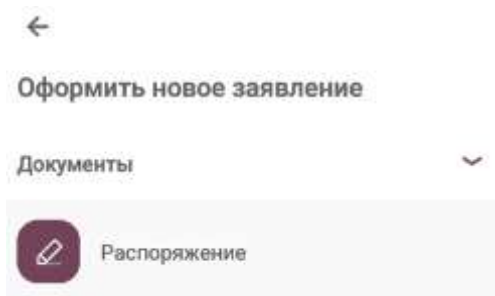 Оформить новое заявление
Документы
Распоряжение